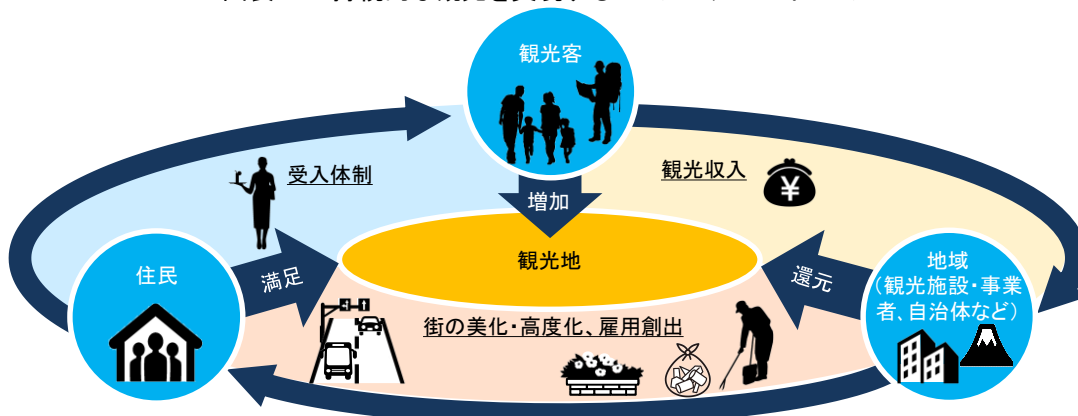 観光客
受入体制
観光収入
増加
観光地
住民
満足
還元
地域
(観光施設・事業
者、自治体など)
街の美化・高度化、雇用創出
¥